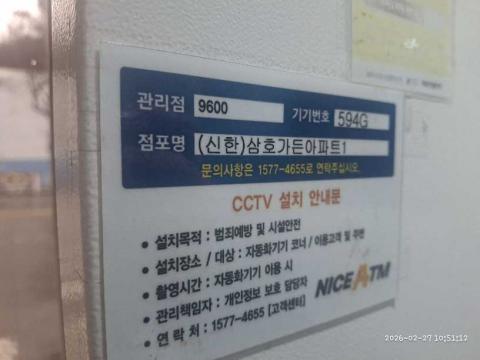 관리점 9600 기기번호 594G
점포명 (신한)삼호가든아파트1
문의사항은 1577-4655로 연락주십시오.
CCTV 설치 안내문
• 설치목적 : 범죄예방 및 시설안전
• 설치장소 / 대상 : 자동화기기 코너 / 이용고객 및 주변
• 촬영시간 : 자동화기기 이용 시
• 관리책임자 : 개인정보 보호 담당자
• 연 락 처 : 1577-4655 [고객센터]
NICE ATM
2026-02-27 10:51:12